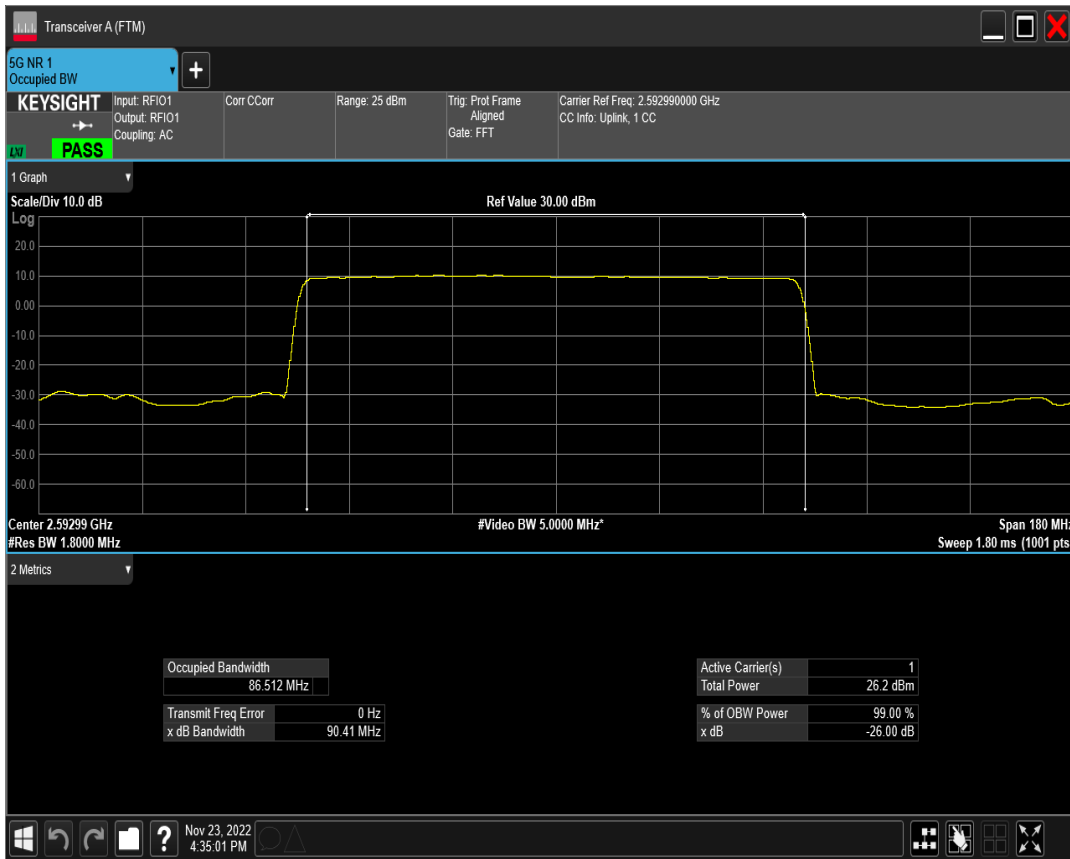 Transceiver A (FTM)
5G NR 1
Occupied BW
+
KEYSIGHT
Input: RFIO1
Output: RFIO1
Coupling: AC
Corr CCorr
Range: 25 dBm
Trig: Prot Frame
Aligned
Gate: FFT
Carrier Ref Freq: 2.592990000 GHz
CC Info: Uplink, 1 CC
LXI
PASS
1 Graph
Scale/Div 10.0 dB
Ref Value 30.00 dBm
Log
20.0
10.0
0.00
-10.0
-20.0
-30.0
-40.0
-50.0
-60.0
Center 2.59299 GHz
#Video BW 5.0000 MHz*
Span 180 MHz
#Res BW 1.8000 MHz
Sweep 1.80 ms (1001 pts
2 Metrics
Occupied Bandwidth
86.512 MHz
Transmit Freq Error 0 Hz
x dB Bandwidth 90.41 MHz
Active Carrier(s) 1
Total Power 26.2 dBm
% of OBW Power 99.00 %
x dB -26.00 dB
?
Nov 23, 2022
4:35:01 PM